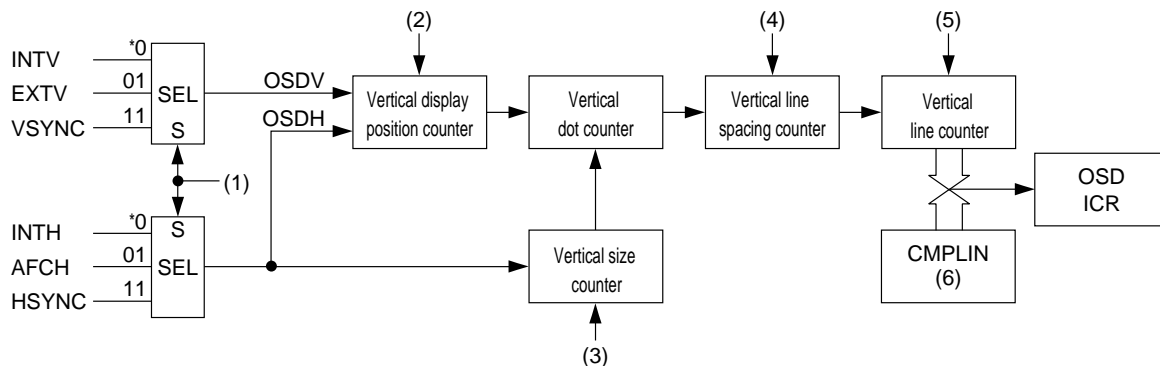 (2)
(4)
(5)
INTV
*0
EXTV
01
SEL
OSDV
VSYNC
11
S
OSDH
Vertical display
position counter
Vertical
dot counter
Vertical line
spacing counter
Vertical
line counter
(1)
OSD
ICR
INTH
*0
S
AFCH
01
SEL
HSYNC
11
Vertical size
counter
CMPLIN
(6)
(3)